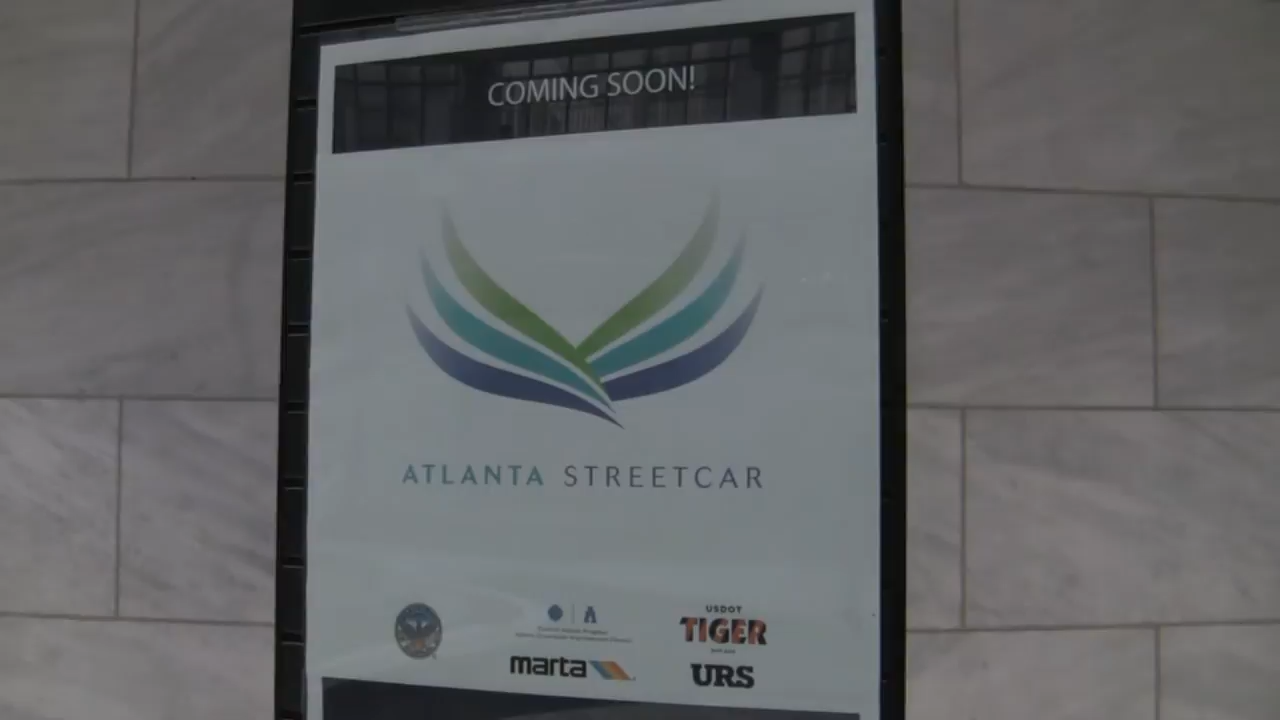 COMING SOON!
ATLANTA STREETCAR
USDOT
TIGER
marta
URS